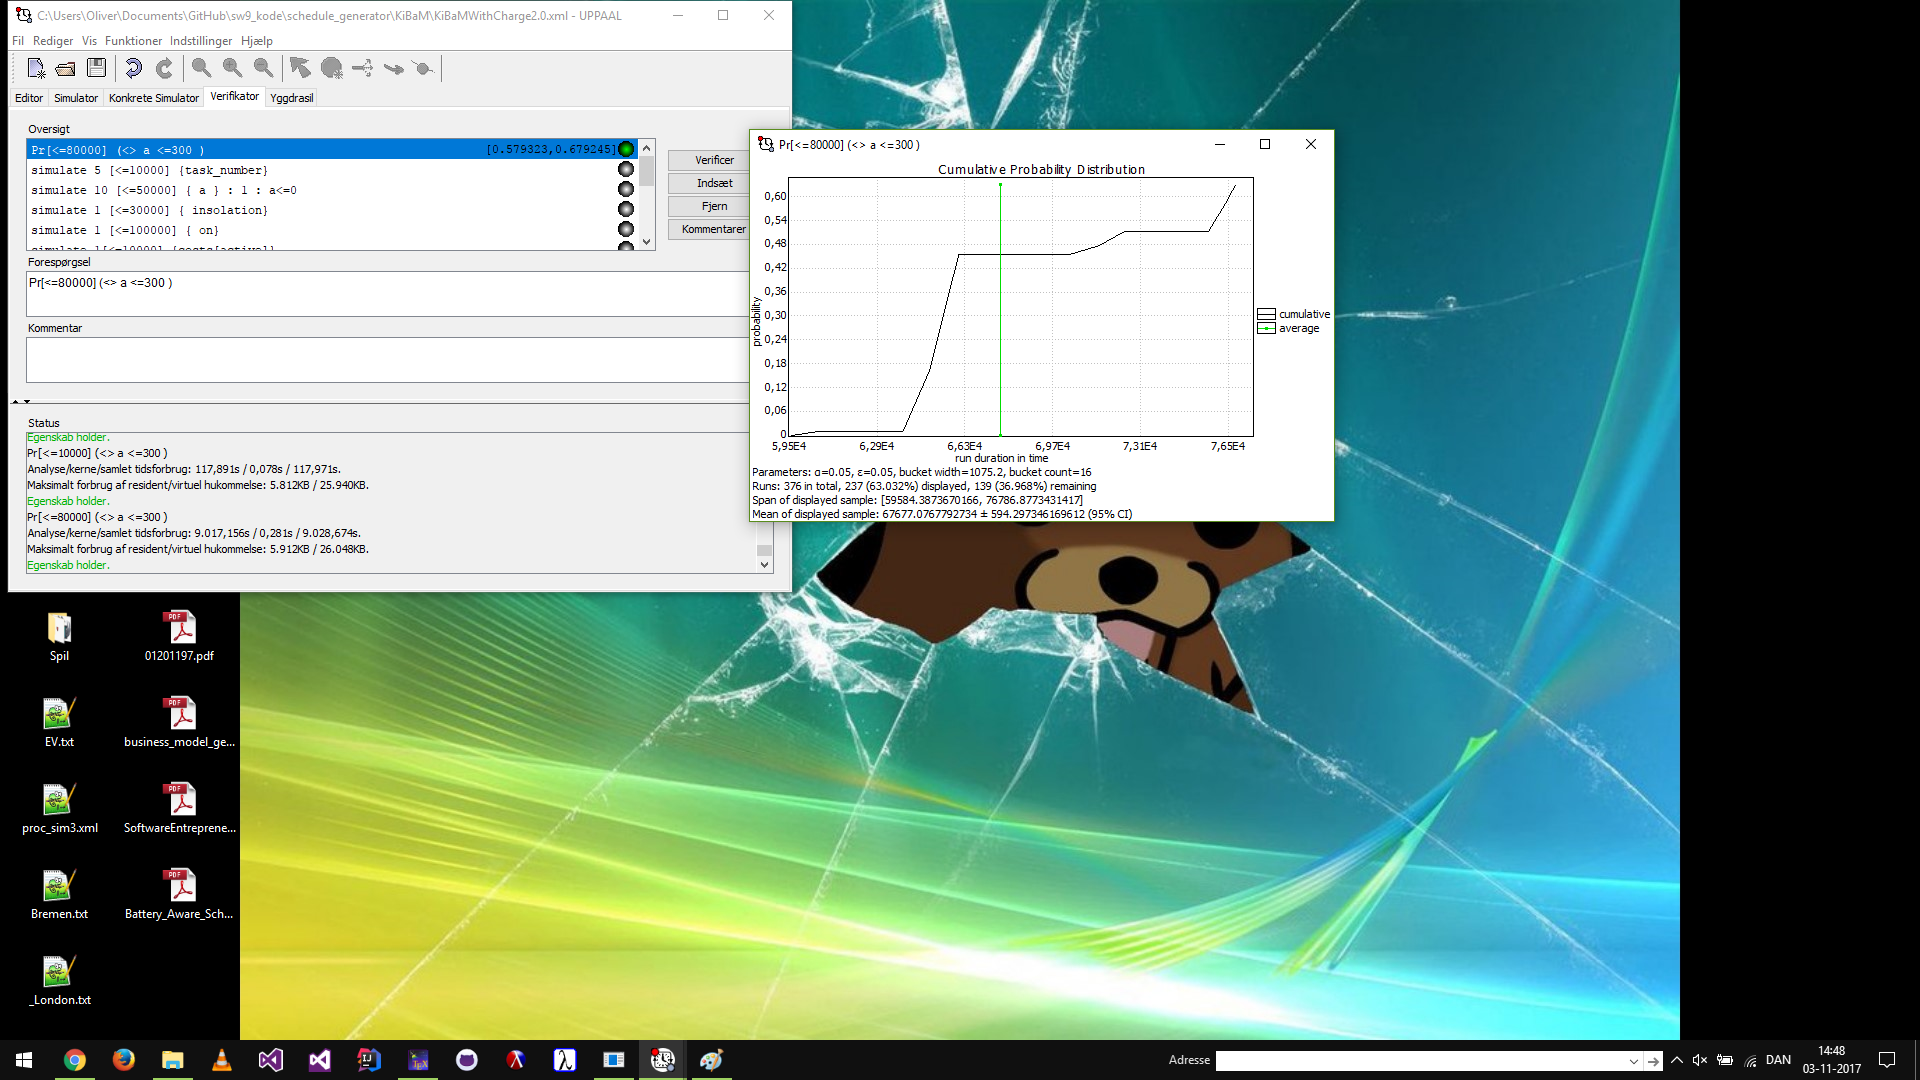 C:\Users\Oliver\Documents\GitHub\sw9_kode\schedule_generator\KiBaM\KiBaMWithCharge2.0.xml - UPPAAL
Fil Rediger Vis Funktioner Indstillinger Hjælp
Editor Simulator Konkrete Simulator Verifikator Yggdrasil
Oversigt
Pr[<=80000] (<> a <=300 ) [0.579323,0.679245]
simulate 5 [<=10000] {task_number}
simulate 10 [<=50000] { a } : 1 : a<=0
simulate 1 [<=30000] { insolation}
simulate 1 [<=100000] { on}
Verificer
Indsæt
Fjern
Kommentarer
Forespørgsel
Pr[<=80000] (<> a <=300 )
Kommentar
Status
Egenskab holder.
Pr[<=10000] (<> a <=300 )
Analyse/kerne/samlet tidsforbrug: 117,891s / 0,078s / 117,971s.
Maksimalt forbrug af resident/virtuel hukommelse: 5.812KB / 25.940KB.
Egenskab holder.
Pr[<=80000] (<> a <=300 )
Analyse/kerne/samlet tidsforbrug: 9.017,156s / 0,281s / 9.028,674s.
Maksimalt forbrug af resident/virtuel hukommelse: 5.912KB / 26.048KB.
Egenskab holder.
Pr[<=80000] (<> a <=300 )
Cumulative Probability Distribution
probability
0,60
0,54
0,48
0,42
0,36
0,30
0,24
0,18
0,12
0,06
0
5,95E4 6,29E4 6,63E4 6,97E4 7,31E4 7,65E4
run duration in time
cumulative
average
Parameters: α=0.05, ε=0.05, bucket width=1075.2, bucket count=16
Runs: 376 in total, 237 (63.032%) displayed, 139 (36.968%) remaining
Span of displayed sample: [59584.3873670166, 76786.8773431417]
Mean of displayed sample: 67677.0767792734 ± 594.297346169612 (95% CI)
Spil
01201197.pdf
EV.txt
business_model_ge...
proc_sim3.xml
SoftwareEntreprene...
Bremen.txt
Battery_Aware_Sch...
_London.txt
Adresse
DAN
14:48
03-11-2017